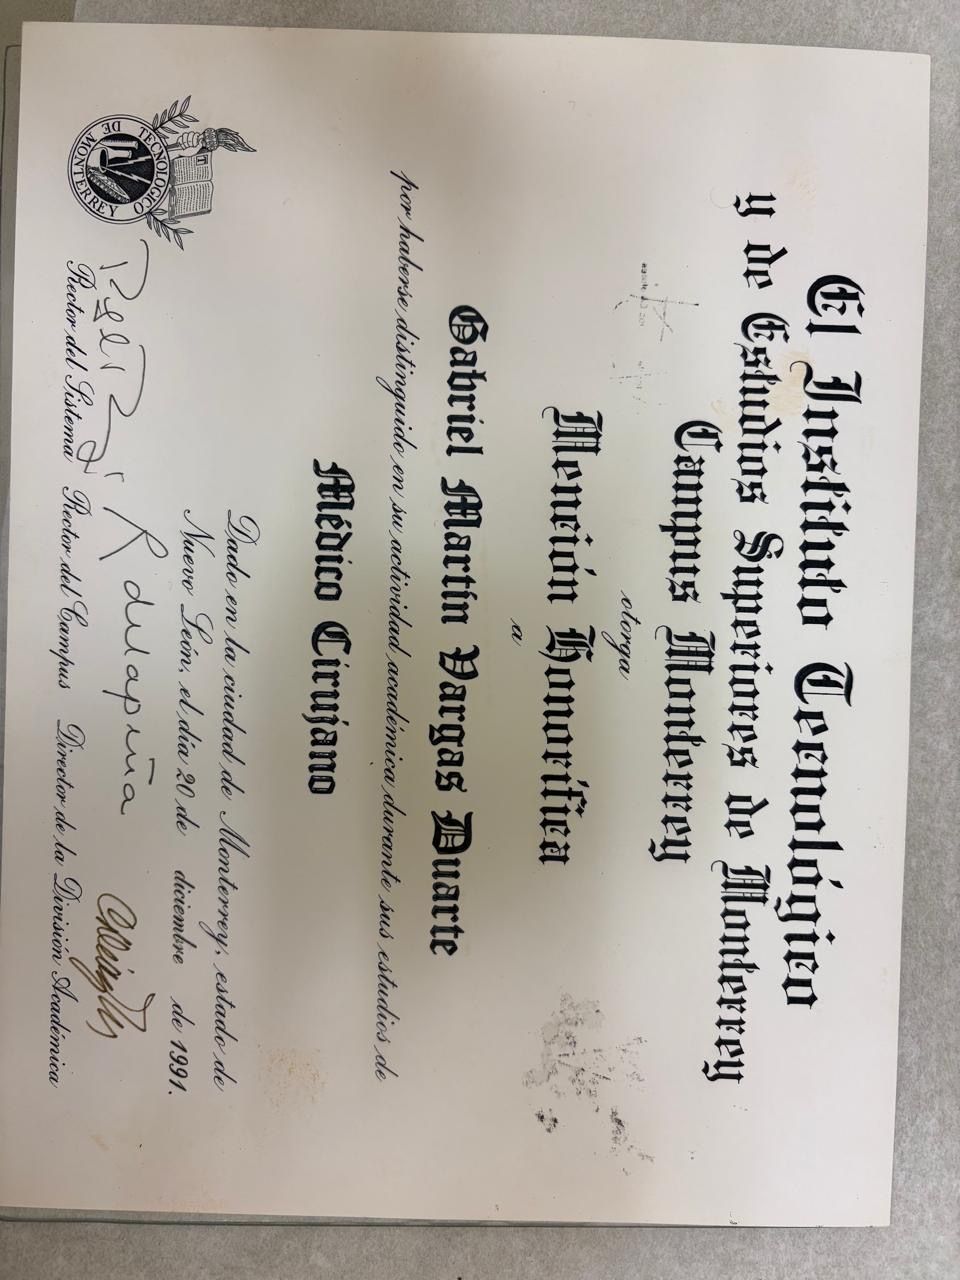 El Instituto Tecnológico
y de Estudios Superiores de Monterrey
Campus Monterrey
otorga
Mención Honorífica
a
Gabriel Martín Vargas Duarte
por haberse distinguido en su actividad académica durante sus estudios de
Médico Cirujano
Dado en la ciudad de Monterrey, estado de
Nuevo León, el día 20 de diciembre de 1991.
TECNOLOGICO DE MONTERREY
Rector del Sistema Rector del Campus Director de la División Académica